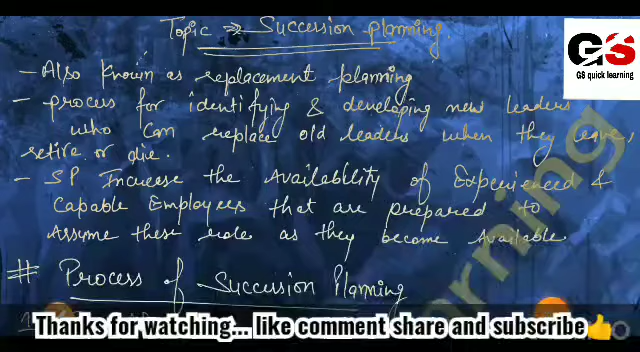 Topic ⇒ Succession planning.
GS
GS quick learning
- Also known as replacement planning
- process for identifying & developing new leaders
who can replace old leaders when they leave,
retire or die.
- SP Increase the Availability of Experienced &
Capable Employees that are prepared to
Assume these role as they become Available
# Process of Succession Planning
Thanks for watching... like comment share and subscribe👍